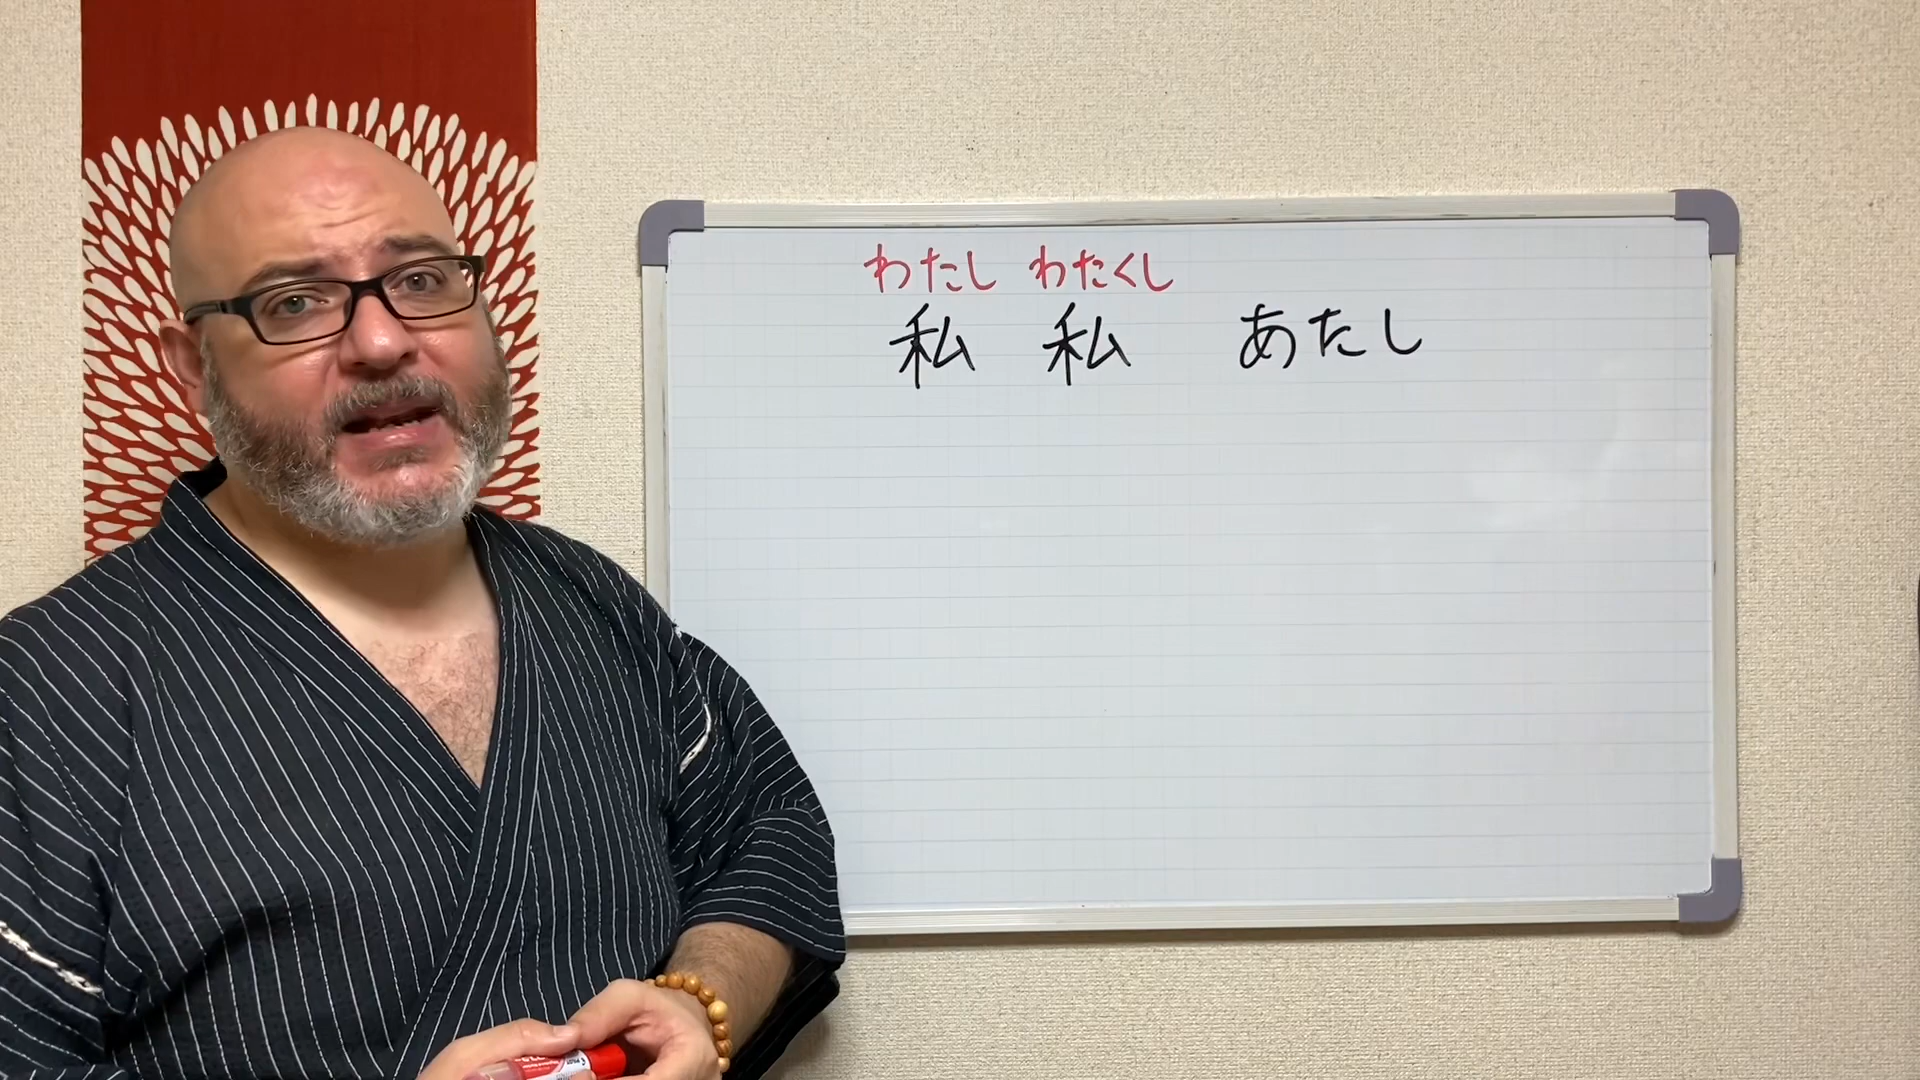 わたし わたくし
私 私 あたし